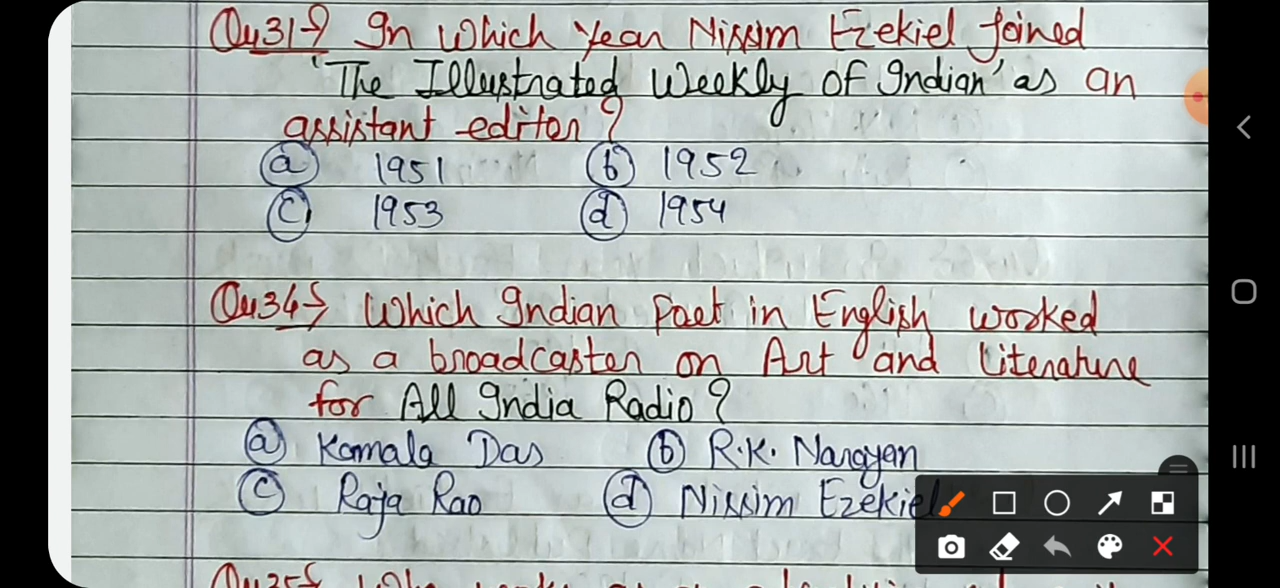 Qu31→ In Which Year Nissim Ezekiel Joined
'The Illustrated Weekly of Indian' as an
assistant editor?
(a) 1951 (b) 1952
(c) 1953 (d) 1954
Qu34→ Which Indian Poet in English worked
as a broadcaster on Art and Literature
for All India Radio?
(a) Kamala Das (b) R.K. Narayan
(c) Raja Rao (d) Nissim Ezekiel